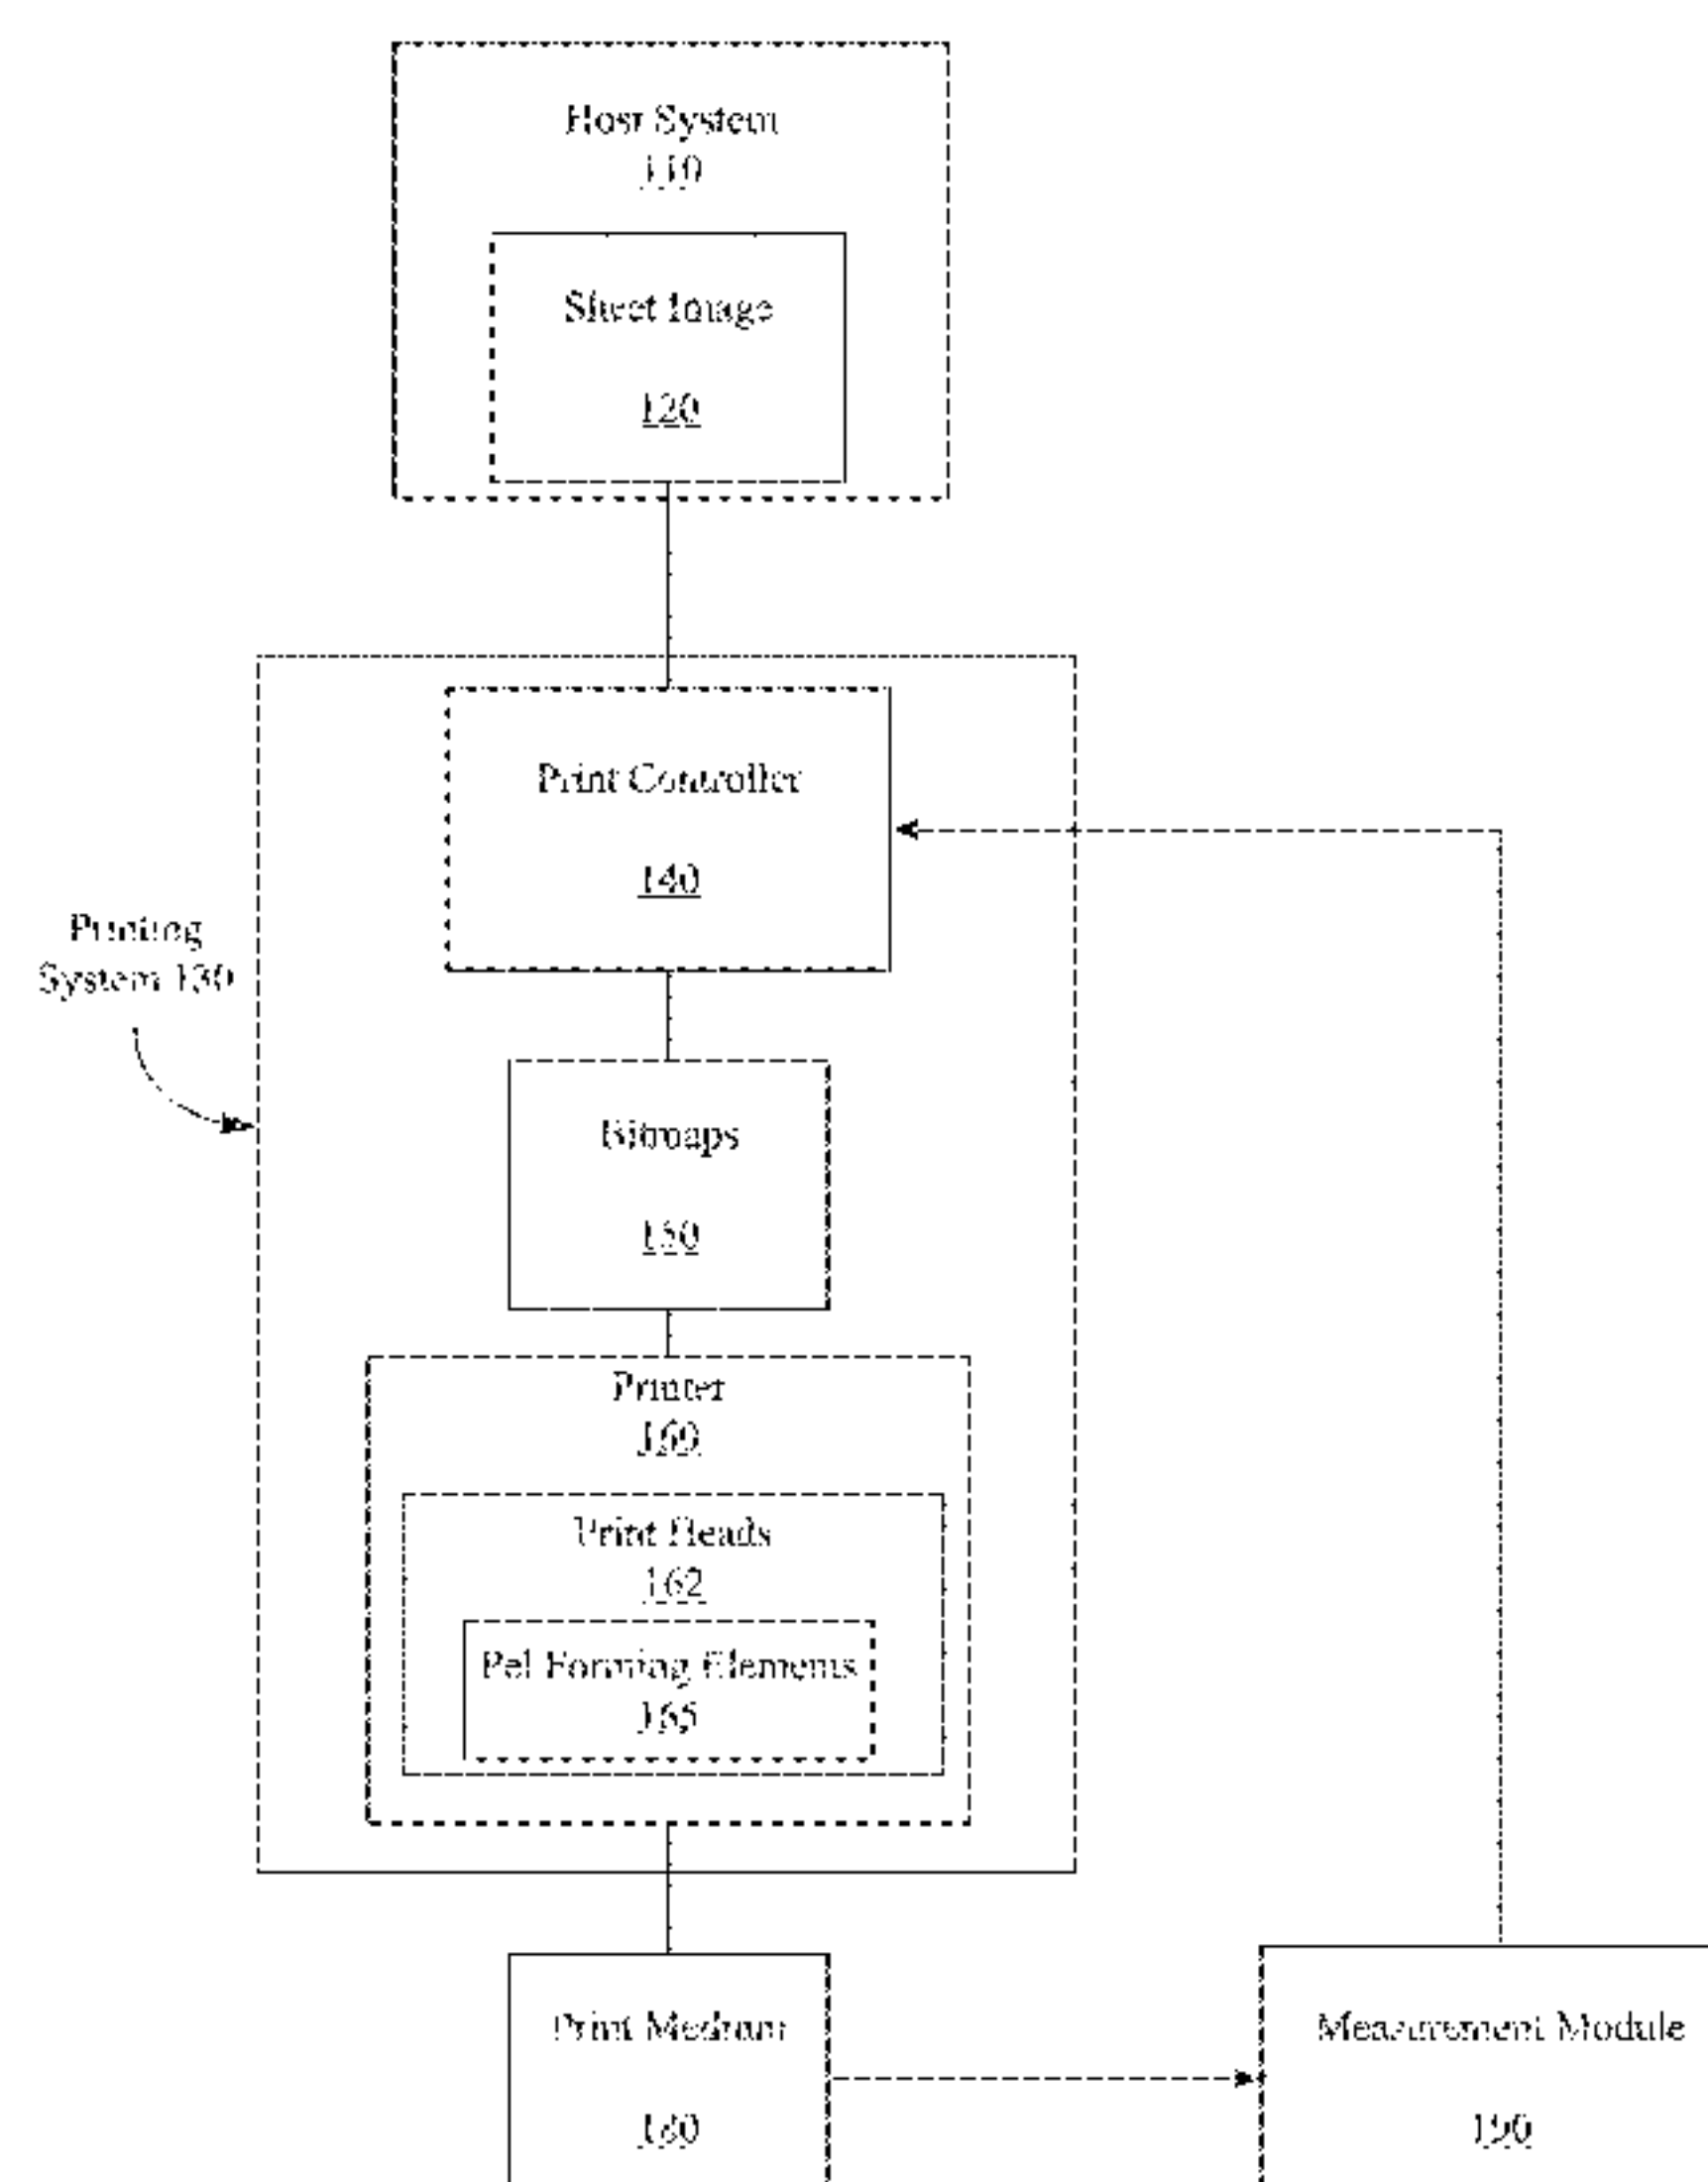 Host System
110
Sheet Image
120
Print Controller
140
Printing
System 130
Bitmaps
150
Printer
160
Print Heads
162
Pel Forming Elements
165
Print Medium
180
Measurement Module
190